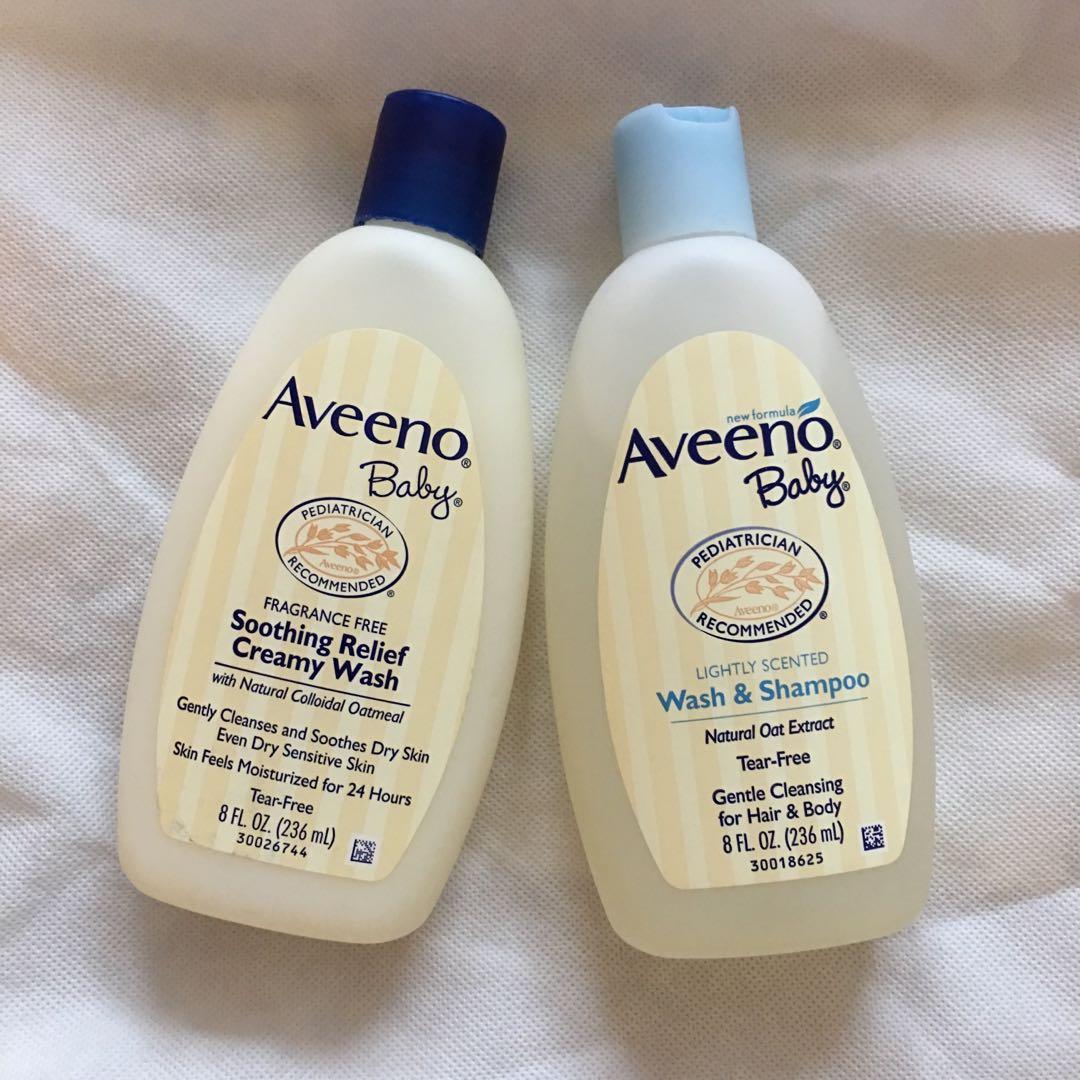 Aveeno®
Baby®
PEDIATRICIAN
Aveeno®
RECOMMENDED®
FRAGRANCE FREE
Soothing Relief
Creamy Wash
with Natural Colloidal Oatmeal
Gently Cleanses and Soothes Dry Skin
Even Dry Sensitive Skin
Skin Feels Moisturized for 24 Hours
Tear-Free
8 FL. OZ. (236 mL)
30026744
new formula
Aveeno®
Baby®
PEDIATRICIAN
Aveeno®
RECOMMENDED®
LIGHTLY SCENTED
Wash & Shampoo
Natural Oat Extract
Tear-Free
Gentle Cleansing
for Hair & Body
8 FL. OZ. (236 mL)
30018625